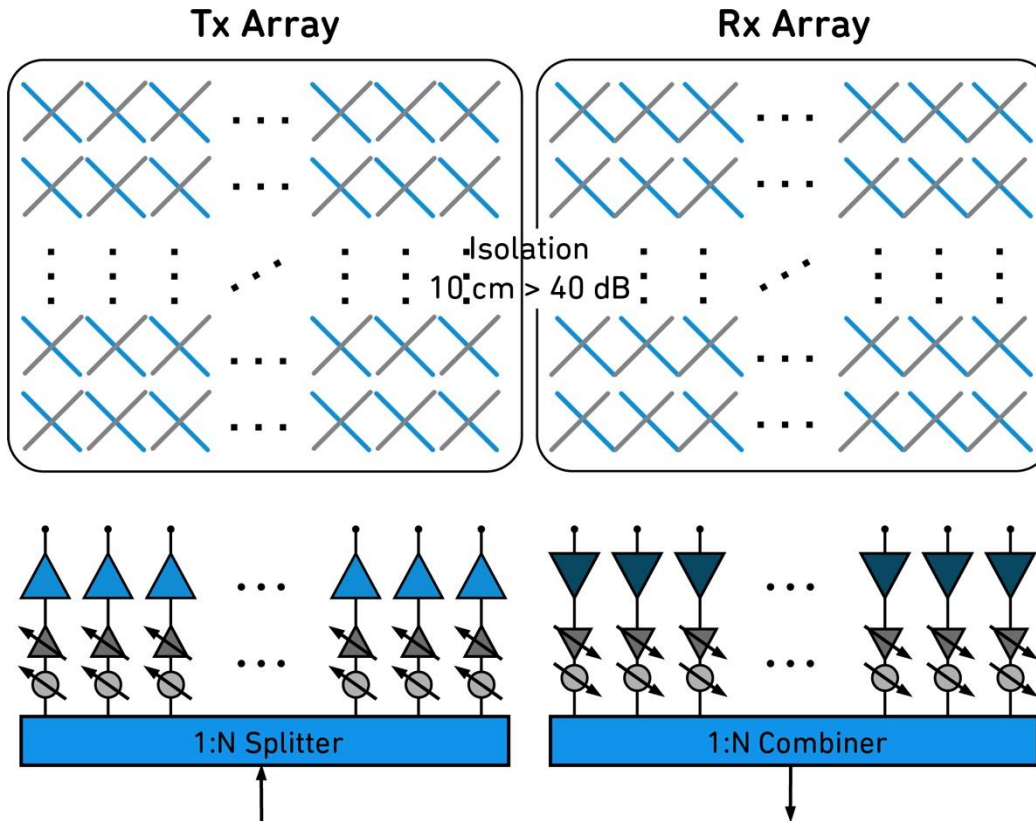 Tx Array
Rx Array
Isolation
10 cm > 40 dB
1:N Splitter
1:N Combiner